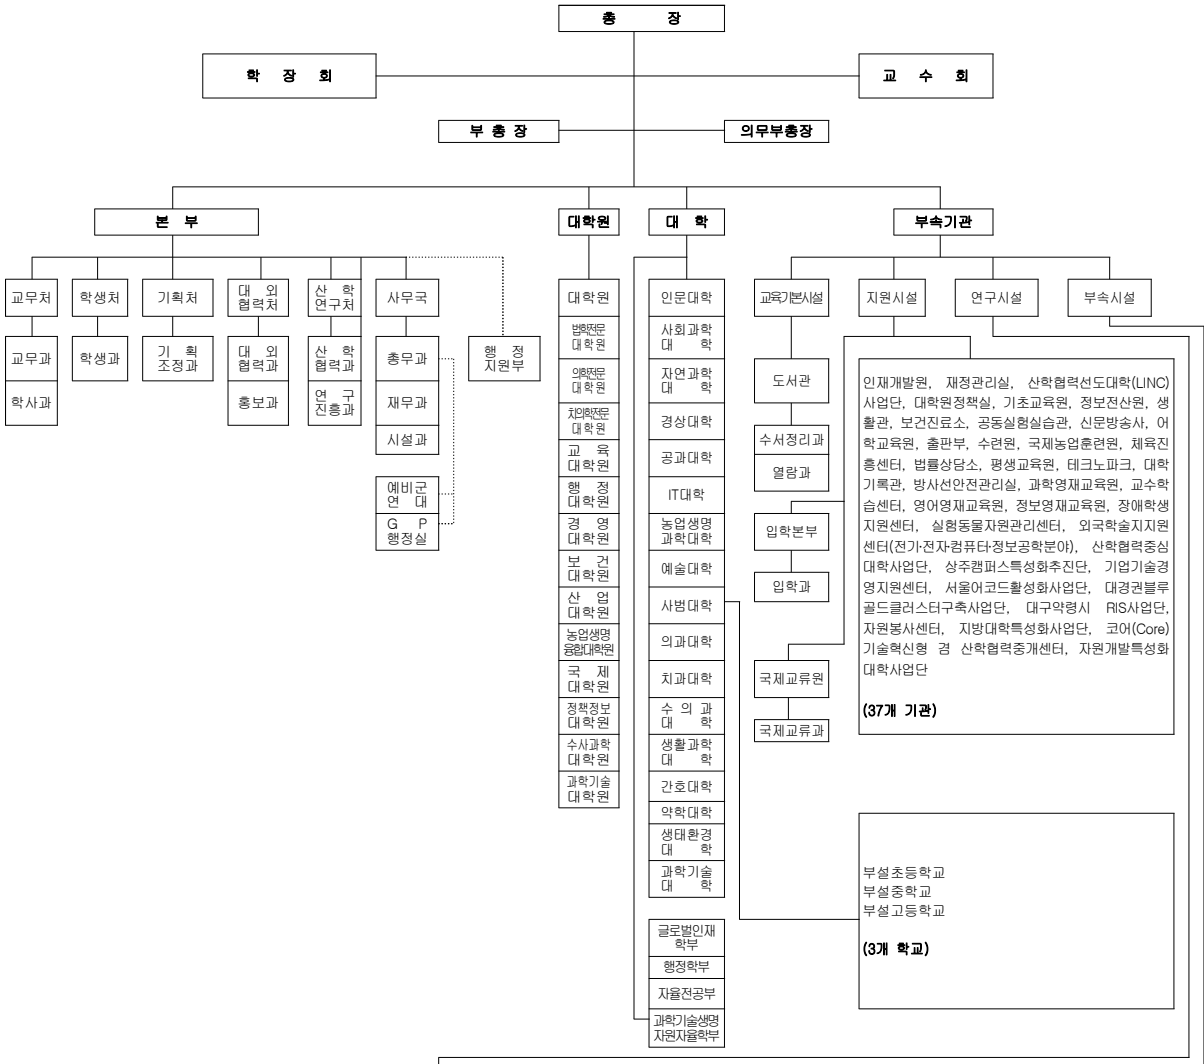 총 장
학 장 회
교 수 회
부 총 장
의무부총장
본 부
대학원
대 학
부속기관
교무처
학생처
기획처
대 외
협력처
산 학
연구처
사무국
교무과
학사과
학생과
기 획
조정과
대 외
협력과
홍보과
산 학
협력과
연 구
진흥과
총무과
재무과
시설과
예비군
연 대
G P
행정실
행 정
지원부
대학원
법학전문
대학원
의학전문
대학원
치의학전문
대학원
교 육
대학원
행 정
대학원
경 영
대학원
보 건
대학원
산 업
대학원
농업생명
융합대학원
국 제
대학원
정책정보
대학원
수사과학
대학원
과학기술
대학원
인문대학
사회과학
대 학
자연과학
대 학
경상대학
공과대학
IT대학
농업생명
과학대학
예술대학
사범대학
의과대학
치과대학
수 의 과
대 학
생활과학
대 학
간호대학
약학대학
생태환경
대 학
과학기술
대 학
글로벌인재
학부
행정학부
자율전공부
과학기술생명
자원자율학부
교육기본시설
지원시설
연구시설
부속시설
도서관
수서정리과
열람과
입학본부
입학과
국제교류원
국제교류과
인재개발원, 재정관리실, 산학협력선도대학(LINC)
사업단, 대학원정책실, 기초교육원, 정보전산원, 생
활관, 보건진료소, 공동실험실습관, 신문방송사, 어
학교육원, 출판부, 수련원, 국제농업훈련원, 체육진
흥센터, 법률상담소, 평생교육원, 테크노파크, 대학
기록관, 방사선안전관리실, 과학영재교육원, 교수학
습센터, 영어영재교육원, 정보영재교육원, 장애학생
지원센터, 실험동물자원관리센터, 외국학술지지원
센터(전기·전자·컴퓨터·정보공학분야), 산학협력중심
대학사업단, 상주캠퍼스특성화추진단, 기업기술경
영지원센터, 서울어코드활성화사업단, 대경권블루
골드클러스터구축사업단, 대구약령시 RIS사업단,
자원봉사센터, 지방대학특성화사업단, 코어(Core)
기술혁신형 겸 산학협력중개센터, 자원개발특성화
대학사업단
(37개 기관)
부설초등학교
부설중학교
부설고등학교
(3개 학교)